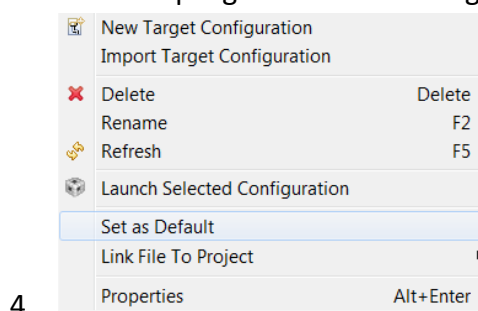 New Target Configuration
Import Target Configuration
Delete Delete
Rename F2
Refresh F5
Launch Selected Configuration
Set as Default
Link File To Project
4 Properties Alt+Enter